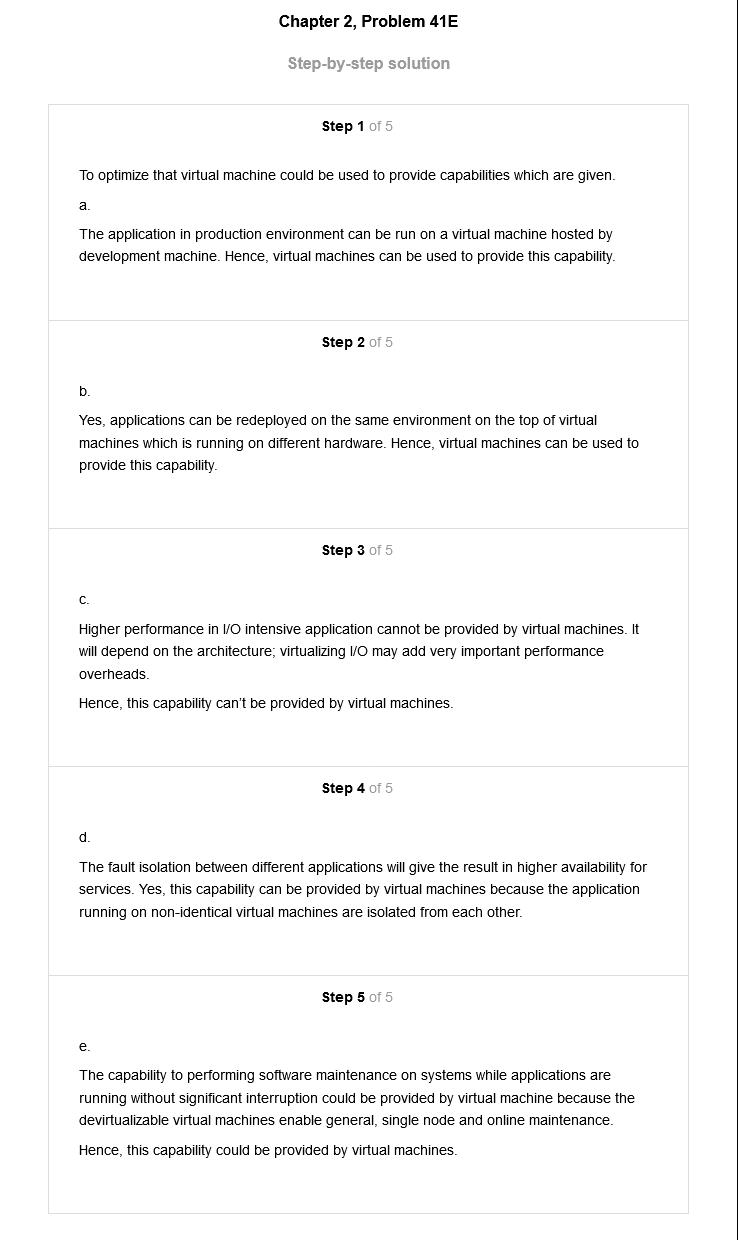 Chapter 2, Problem 41E
Step-by-step solution
Step 1 of 5
To optimize that virtual machine could be used to provide capabilities which are given.
a.
The application in production environment can be run on a virtual machine hosted by
development machine. Hence, virtual machines can be used to provide this capability.
Step 2 of 5
b.
Yes, applications can be redeployed on the same environment on the top of virtual
machines which is running on different hardware. Hence, virtual machines can be used to
provide this capability.
Step 3 of 5
c.
Higher performance in I/O intensive application cannot be provided by virtual machines. It
will depend on the architecture; virtualizing I/O may add very important performance
overheads.
Hence, this capability can't be provided by virtual machines.
Step 4 of 5
d.
The fault isolation between different applications will give the result in higher availability for
services. Yes, this capability can be provided by virtual machines because the application
running on non-identical virtual machines are isolated from each other.
Step 5 of 5
e.
The capability to performing software maintenance on systems while applications are
running without significant interruption could be provided by virtual machine because the
devirtualizable virtual machines enable general, single node and online maintenance.
Hence, this capability could be provided by virtual machines.